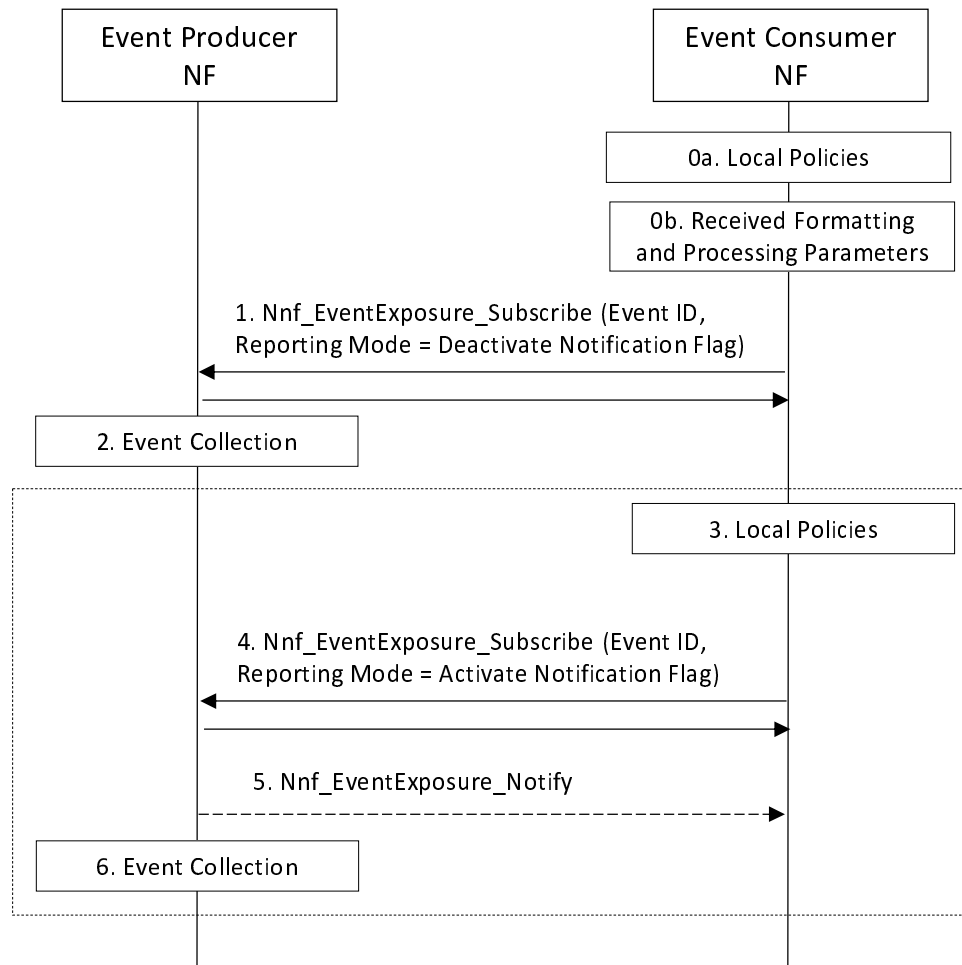 Event Producer
NF
Event Consumer
NF
0a. Local Policies
0b. Received Formatting
and Processing Parameters
1. Nnf_EventExposure_Subscribe (Event ID,
Reporting Mode = Deactivate Notification Flag)
2. Event Collection
3. Local Policies
4. Nnf_EventExposure_Subscribe (Event ID,
Reporting Mode = Activate Notification Flag)
5. Nnf_EventExposure_Notify
6. Event Collection